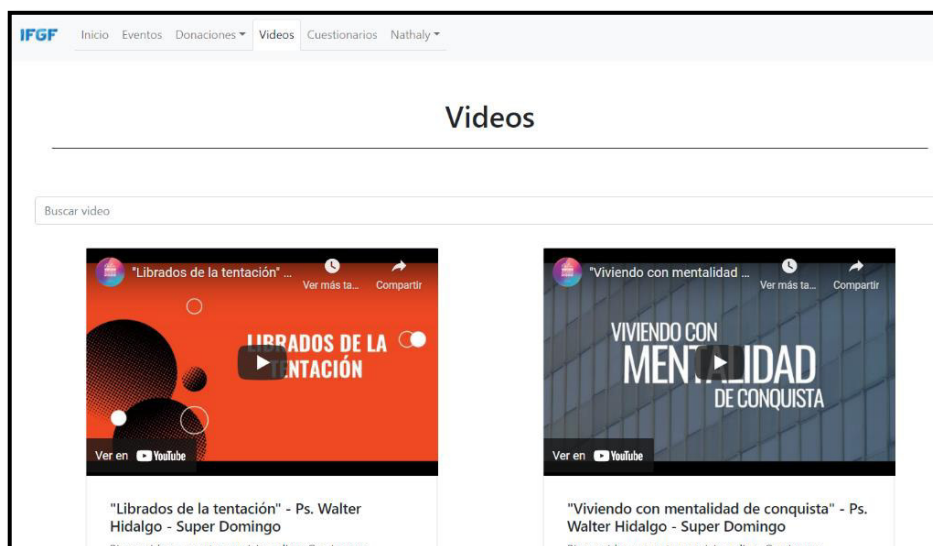 IFGF Inicio Eventos Donaciones Videos Cuestionarios Nathaly
Videos
Buscar video
"Librados de la tentación" ...
Ver más ta... Compartir
LIBRADOS DE LA
TENTACIÓN
Ver en YouTube
"Librados de la tentación" - Ps. Walter
Hidalgo - Super Domingo
"Viviendo con mentalidad ...
Ver más ta... Compartir
VIVIENDO CON
MENTALIDAD
DE CONQUISTA
Ver en YouTube
"Viviendo con mentalidad de conquista" - Ps.
Walter Hidalgo - Super Domingo